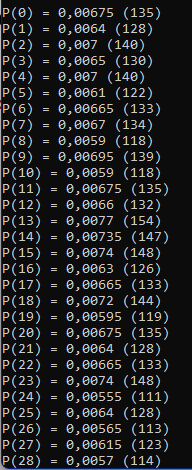 P(0) = 0,00675 (135)
P(1) = 0,0064 (128)
P(2) = 0,007 (140)
P(3) = 0,0065 (130)
P(4) = 0,007 (140)
P(5) = 0,0061 (122)
P(6) = 0,00665 (133)
P(7) = 0,0067 (134)
P(8) = 0,0059 (118)
P(9) = 0,00695 (139)
P(10) = 0,0059 (118)
P(11) = 0,00675 (135)
P(12) = 0,0066 (132)
P(13) = 0,0077 (154)
P(14) = 0,00735 (147)
P(15) = 0,0074 (148)
P(16) = 0,0063 (126)
P(17) = 0,00665 (133)
P(18) = 0,0072 (144)
P(19) = 0,00595 (119)
P(20) = 0,00675 (135)
P(21) = 0,0064 (128)
P(22) = 0,00665 (133)
P(23) = 0,0074 (148)
P(24) = 0,00555 (111)
P(25) = 0,0064 (128)
P(26) = 0,00565 (113)
P(27) = 0,00615 (123)
P(28) = 0,0057 (114)